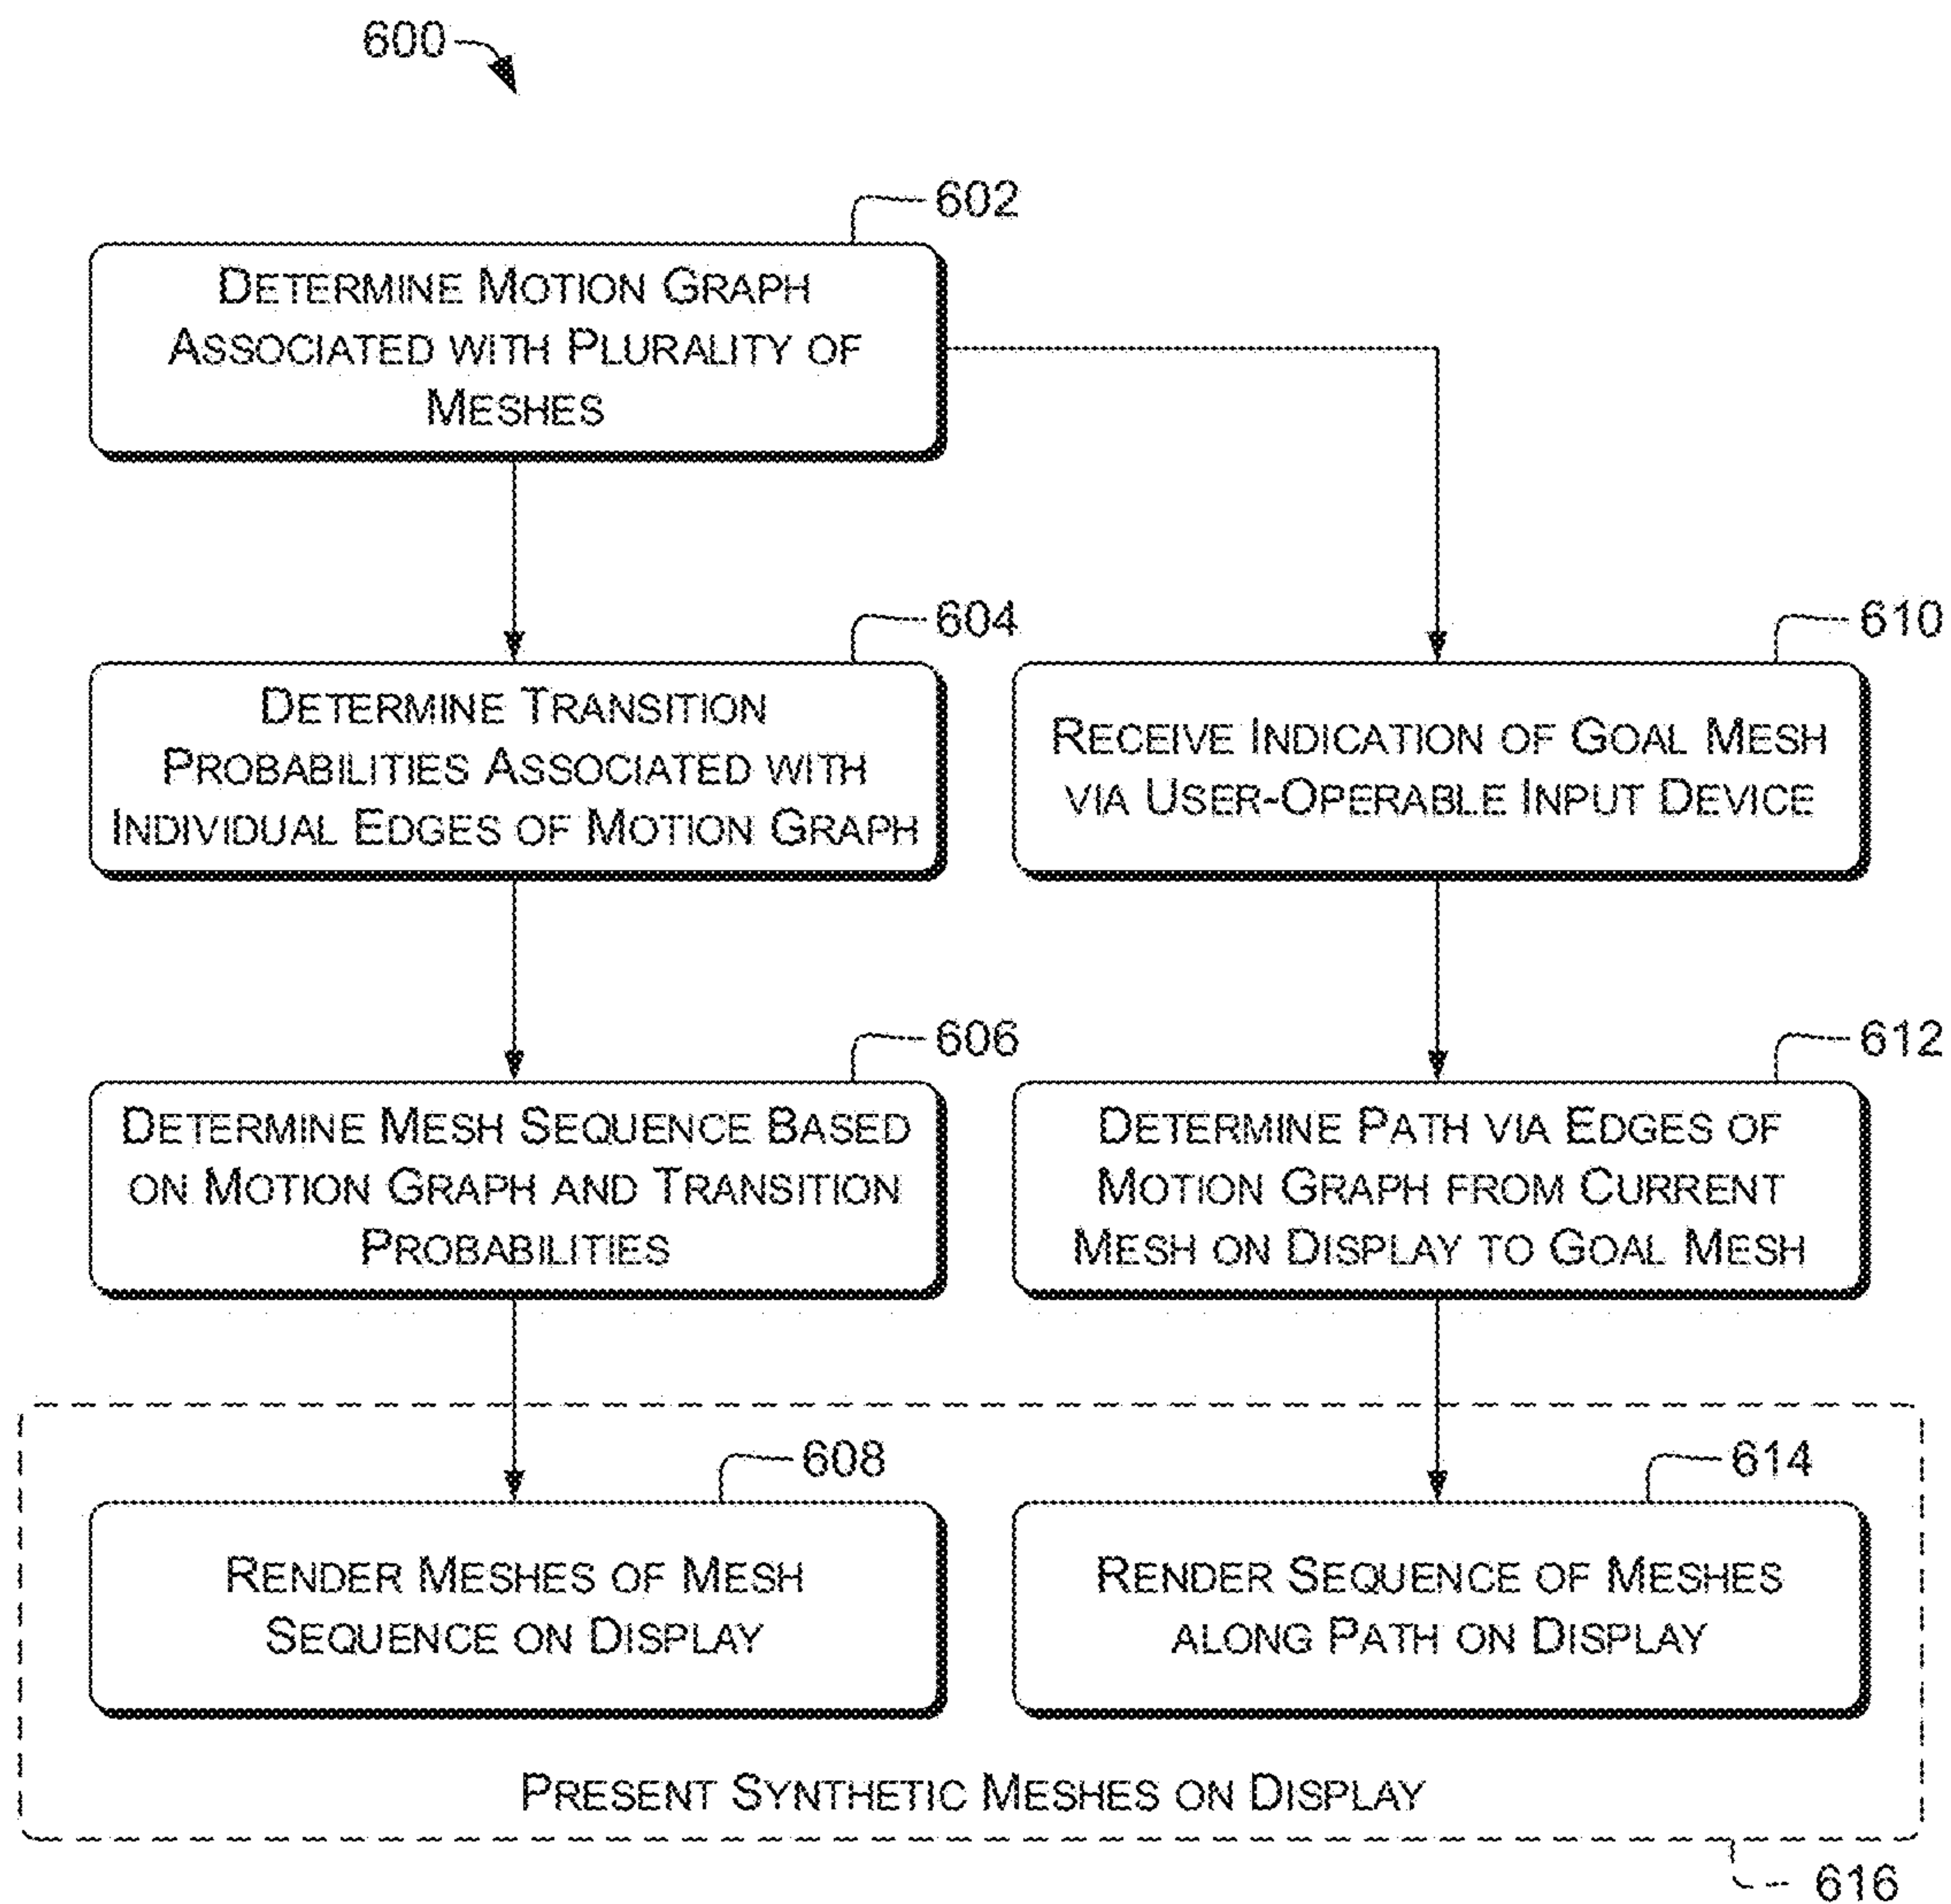 600
602
DETERMINE MOTION GRAPH
ASSOCIATED WITH PLURALITY OF
MESHES
604
DETERMINE TRANSITION
PROBABILITIES ASSOCIATED WITH
INDIVIDUAL EDGES OF MOTION GRAPH
610
RECEIVE INDICATION OF GOAL MESH
VIA USER-OPERABLE INPUT DEVICE
606
DETERMINE MESH SEQUENCE BASED
ON MOTION GRAPH AND TRANSITION
PROBABILITIES
612
DETERMINE PATH VIA EDGES OF
MOTION GRAPH FROM CURRENT
MESH ON DISPLAY TO GOAL MESH
608
RENDER MESHES OF MESH
SEQUENCE ON DISPLAY
614
RENDER SEQUENCE OF MESHES
ALONG PATH ON DISPLAY
PRESENT SYNTHETIC MESHES ON DISPLAY
616